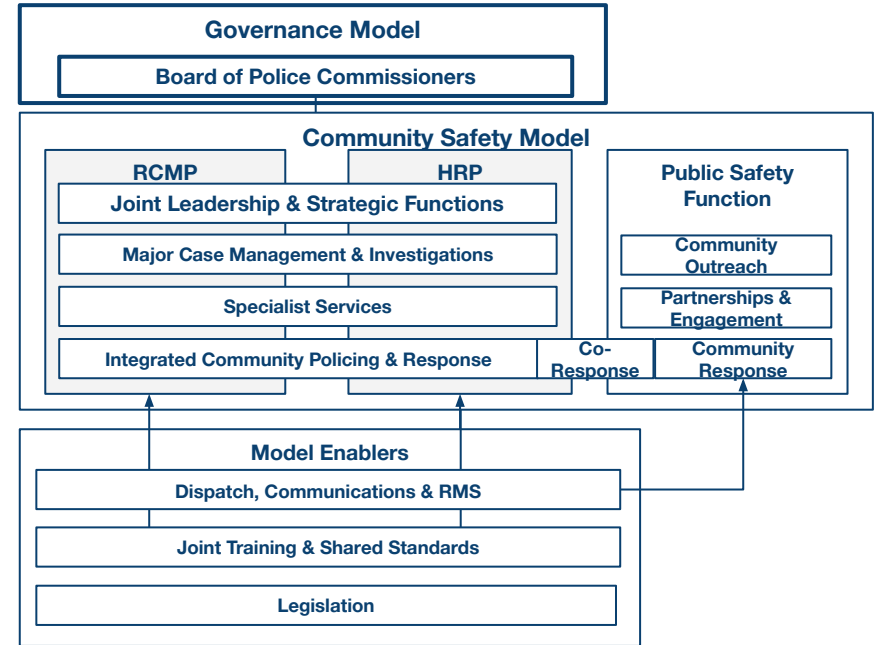 Governance Model
Board of Police Commissioners
Community Safety Model
RCMP
HRP
Public Safety
Function
Joint Leadership & Strategic Functions
Major Case Management & Investigations
Community
Outreach
Specialist Services
Partnerships &
Engagement
Integrated Community Policing & Response
Co-
Response
Community
Response
Model Enablers
Dispatch, Communications & RMS
Joint Training & Shared Standards
Legislation